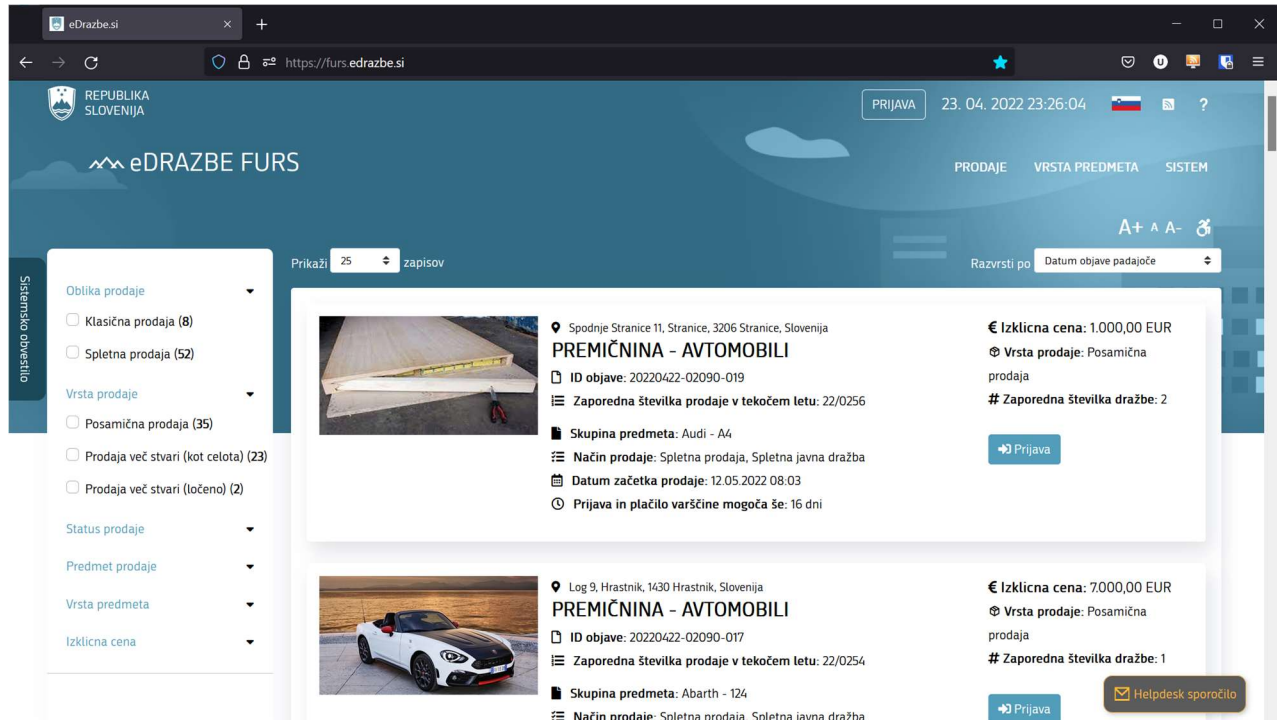 eDrazbe.si
https://furs.edrazbe.si
REPUBLIKA
SLOVENIJA
PRIJAVA
23. 04. 2022 23:26:04
?
eDRAZBE FURS
PRODAJE
VRSTA PREDMETA
SISTEM
A+ A A-
Sistemsko obvestilo
Prikaži 25 zapisov
Razvrsti po Datum objave padajoče
Oblika prodaje
Klasična prodaja (8)
Spletna prodaja (52)
Vrsta prodaje
Posamična prodaja (35)
Prodaja več stvari (kot celota) (23)
Prodaja več stvari (ločeno) (2)
Status prodaje
Predmet prodaje
Vrsta predmeta
Izklicna cena
Spodnje Stranice 11, Stranice, 3206 Stranice, Slovenija
PREMIČNINA - AVTOMOBILI
ID objave: 20220422-02090-019
Zaporedna številka prodaje v tekočem letu: 22/0256
Skupina predmeta: Audi - A4
Način prodaje: Spletna prodaja, Spletna javna dražba
Datum začetka prodaje: 12.05.2022 08:03
Prijava in plačilo varščine mogoča še: 16 dni
€ Izklicna cena: 1.000,00 EUR
Vrsta prodaje: Posamična
prodaja
# Zaporedna številka dražbe: 2
Prijava
Log 9, Hrastnik, 1430 Hrastnik, Slovenija
PREMIČNINA - AVTOMOBILI
ID objave: 20220422-02090-017
Zaporedna številka prodaje v tekočem letu: 22/0254
Skupina predmeta: Abarth - 124
Način prodaje: Spletna prodaja, Spletna javna dražba
€ Izklicna cena: 7.000,00 EUR
Vrsta prodaje: Posamična
prodaja
# Zaporedna številka dražbe: 1
Prijava
Helpdesk sporočilo